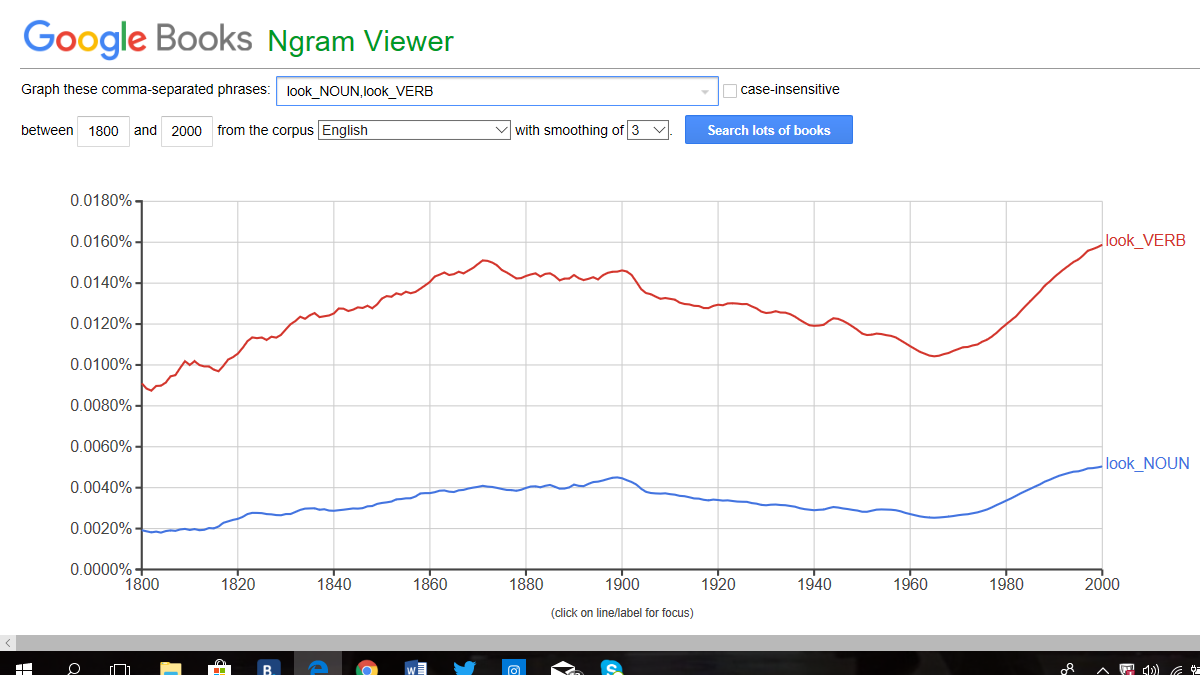 Google Books Ngram Viewer
Graph these comma-separated phrases: look_NOUN,look_VERB case-insensitive
between 1800 and 2000 from the corpus English with smoothing of 3 . Search lots of books
0.0180%
0.0160% look_VERB
0.0140%
0.0120%
0.0100%
0.0080%
0.0060%
look_NOUN
0.0040%
0.0020%
0.0000%
1800 1820 1840 1860 1880 1900 1920 1940 1960 1980 2000
(click on line/label for focus)
B. W S